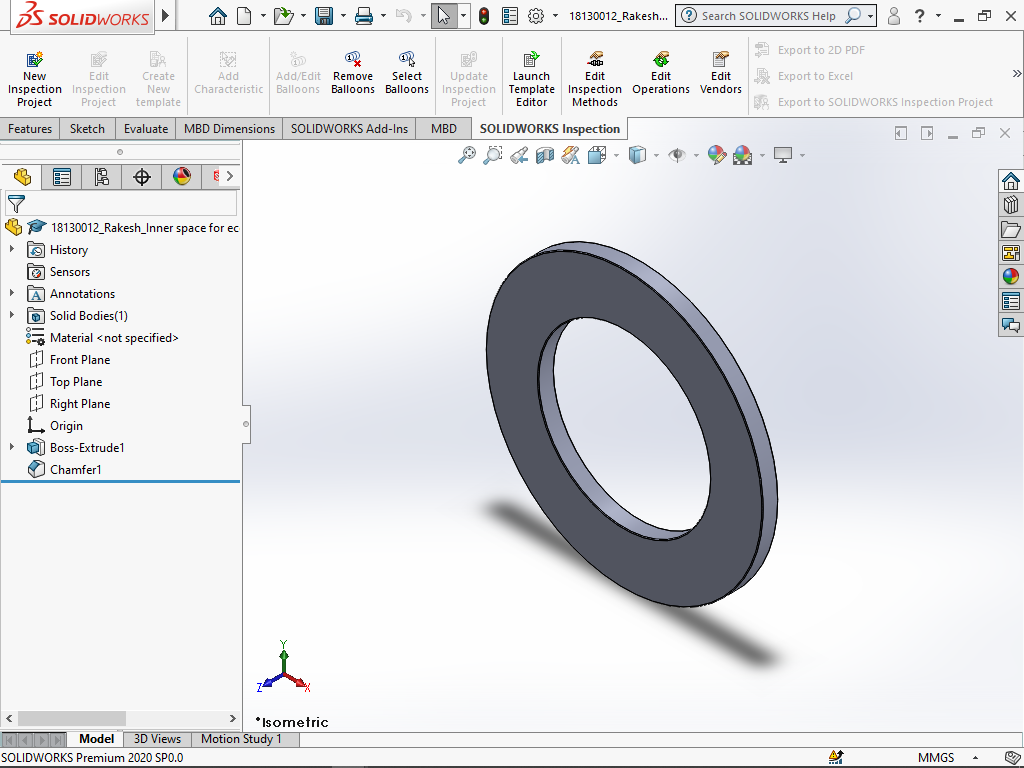 SOLIDWORKS
18130012_Rakesh...
Search SOLIDWORKS Help
New Inspection Project
Edit Inspection Project
Create New template
Add Characteristic
Add/Edit Balloons
Remove Balloons
Select Balloons
Update Inspection Project
Launch Template Editor
Edit Inspection Methods
Edit Operations
Edit Vendors
Export to 2D PDF
Export to Excel
Export to SOLIDWORKS Inspection Project
Features
Sketch
Evaluate
MBD Dimensions
SOLIDWORKS Add-Ins
MBD
SOLIDWORKS Inspection
18130012_Rakesh_Inner space for ec
History
Sensors
Annotations
Solid Bodies(1)
Material <not specified>
Front Plane
Top Plane
Right Plane
Origin
Boss-Extrude1
Chamfer1
Y
Z
X
*Isometric
Model
3D Views
Motion Study 1
SOLIDWORKS Premium 2020 SP0.0
MMGS